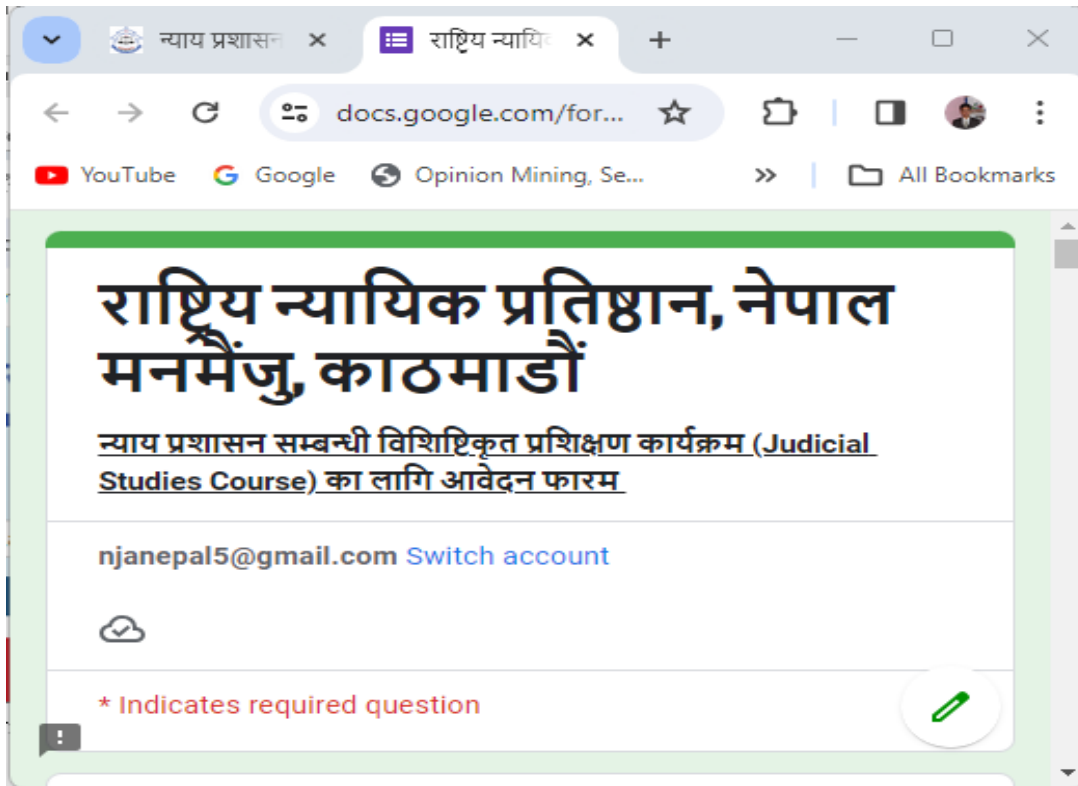 न्याय प्रशासन
राष्ट्रिय न्यायि
docs.google.com/for...
YouTube
Google
Opinion Mining, Se...
All Bookmarks
राष्ट्रिय न्यायिक प्रतिष्ठान, नेपाल
मनमैंजु, काठमाडौं
न्याय प्रशासन सम्बन्धी विशिष्टिकृत प्रशिक्षण कार्यक्रम (Judicial
Studies Course) का लागि आवेदन फारम
njanepal5@gmail.com Switch account
* Indicates required question